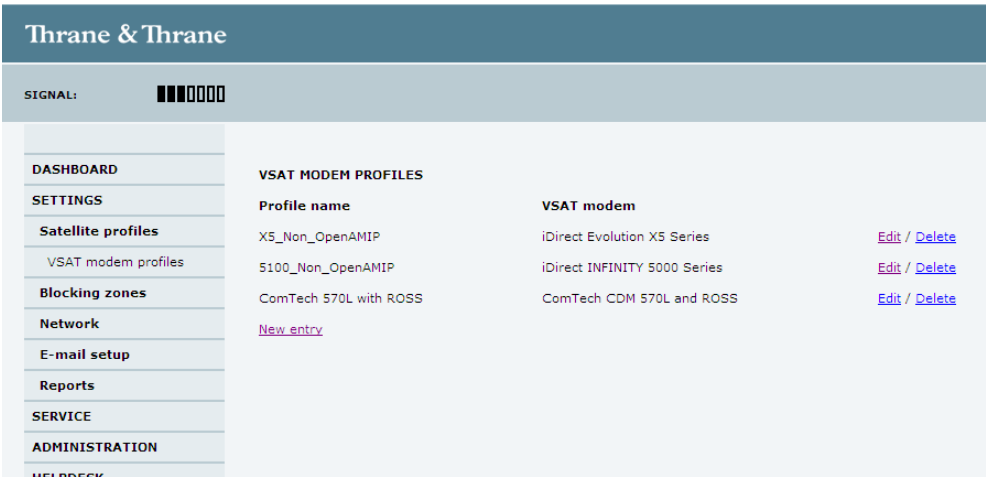 Thrane & Thrane
SIGNAL:
DASHBOARD
SETTINGS
Satellite profiles
VSAT modem profiles
Blocking zones
Network
E-mail setup
Reports
SERVICE
ADMINISTRATION
HELPDESK
VSAT MODEM PROFILES
Profile name VSAT modem
X5_Non_OpenAMIP iDirect Evolution X5 Series Edit / Delete
5100_Non_OpenAMIP iDirect INFINITY 5000 Series Edit / Delete
ComTech 570L with ROSS ComTech CDM 570L and ROSS Edit / Delete
New entry